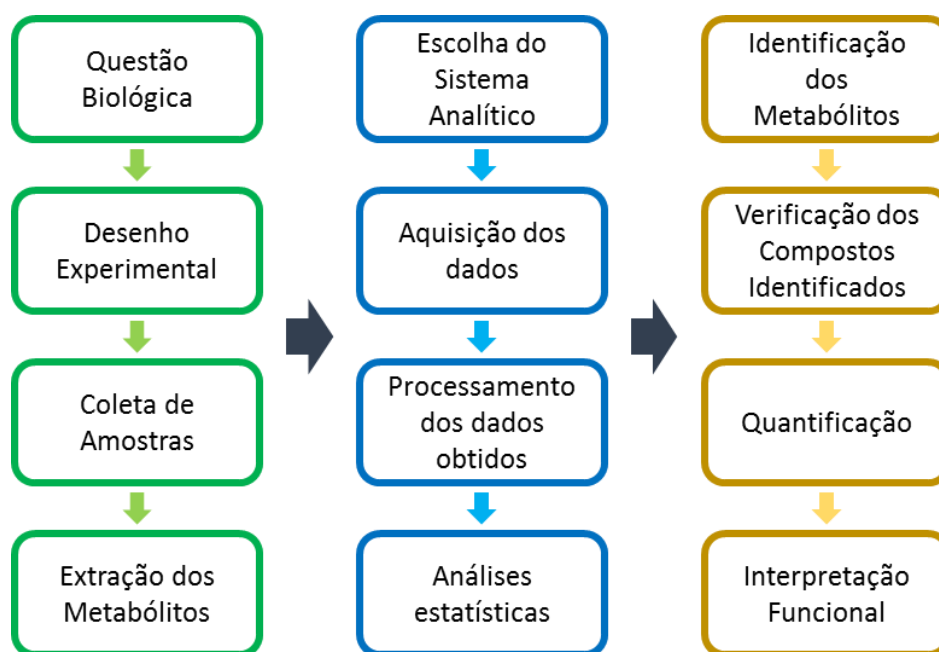 Questão
Biológica
Desenho
Experimental
Coleta de
Amostras
Extração dos
Metabólitos
Escolha do
Sistema
Analítico
Aquisição dos
dados
Processamento
dos dados
obtidos
Análises
estatísticas
Identificação
dos
Metabólitos
Verificação dos
Compostos
Identificados
Quantificação
Interpretação
Funcional